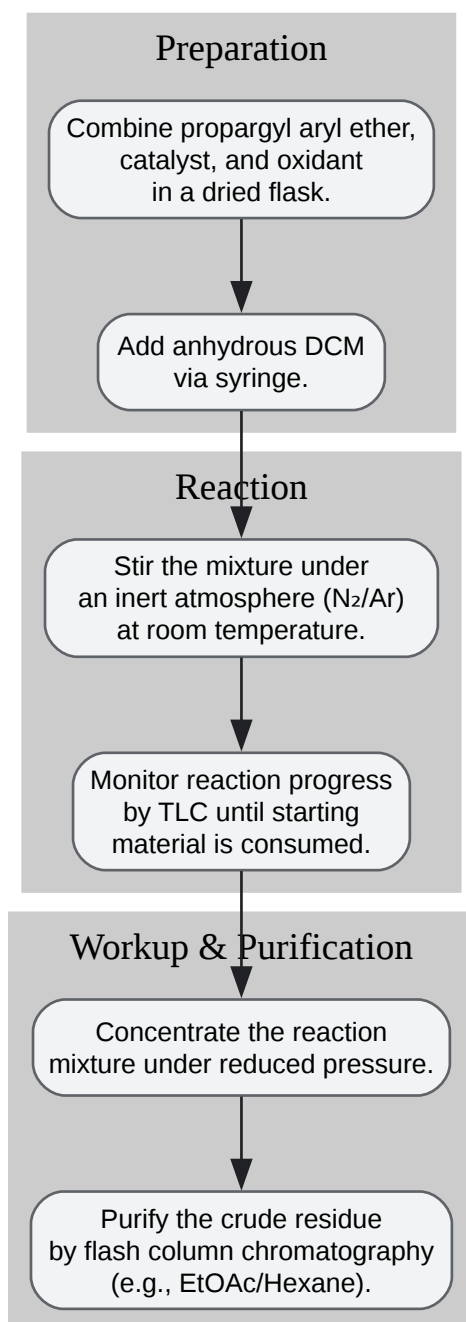 Preparation
Combine propargyl aryl ether,
catalyst, and oxidant
in a dried flask.
Add anhydrous DCM
via syringe.
Reaction
Stir the mixture under
an inert atmosphere (N₂/Ar)
at room temperature.
Monitor reaction progress
by TLC until starting
material is consumed.
Workup & Purification
Concentrate the reaction
mixture under reduced pressure.
Purify the crude residue
by flash column chromatography
(e.g., EtOAc/Hexane).